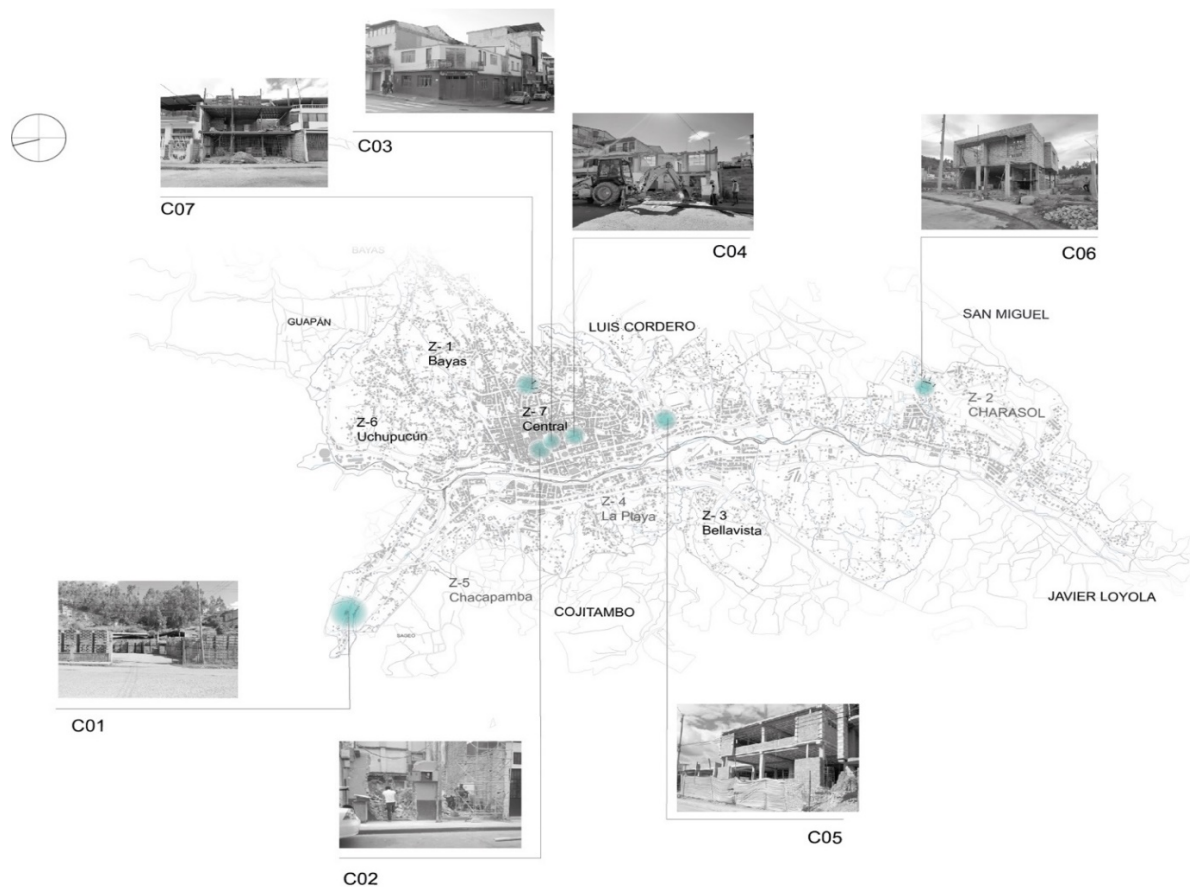 C03
C07
C04
C06
BAYAS
GUAPÁN
LUIS CORDERO
SAN MIGUEL
Z- 1
Bayas
Z- 2
CHARASOL
Z- 7
Central
Z-6
Uchupucún
Z- 4
La Playa
Z- 3
Bellavista
Z-5
Chacapamba
COJITAMBO
JAVIER LOYOLA
SAGEO
C01
C05
C02